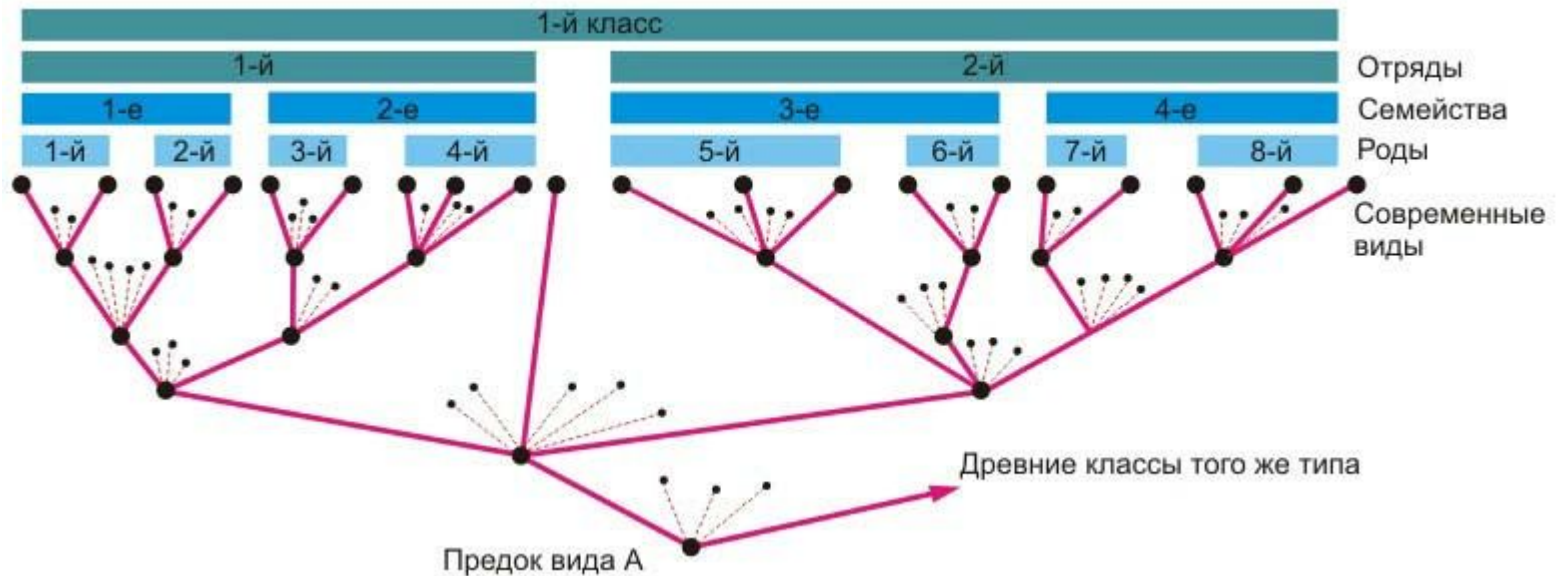 1-й класс
1-й 2-й Отряды
1-е 2-е 3-е 4-е Семейства
1-й 2-й 3-й 4-й 5-й 6-й 7-й 8-й Роды
Современные
виды
Древние классы того же типа
Предок вида А